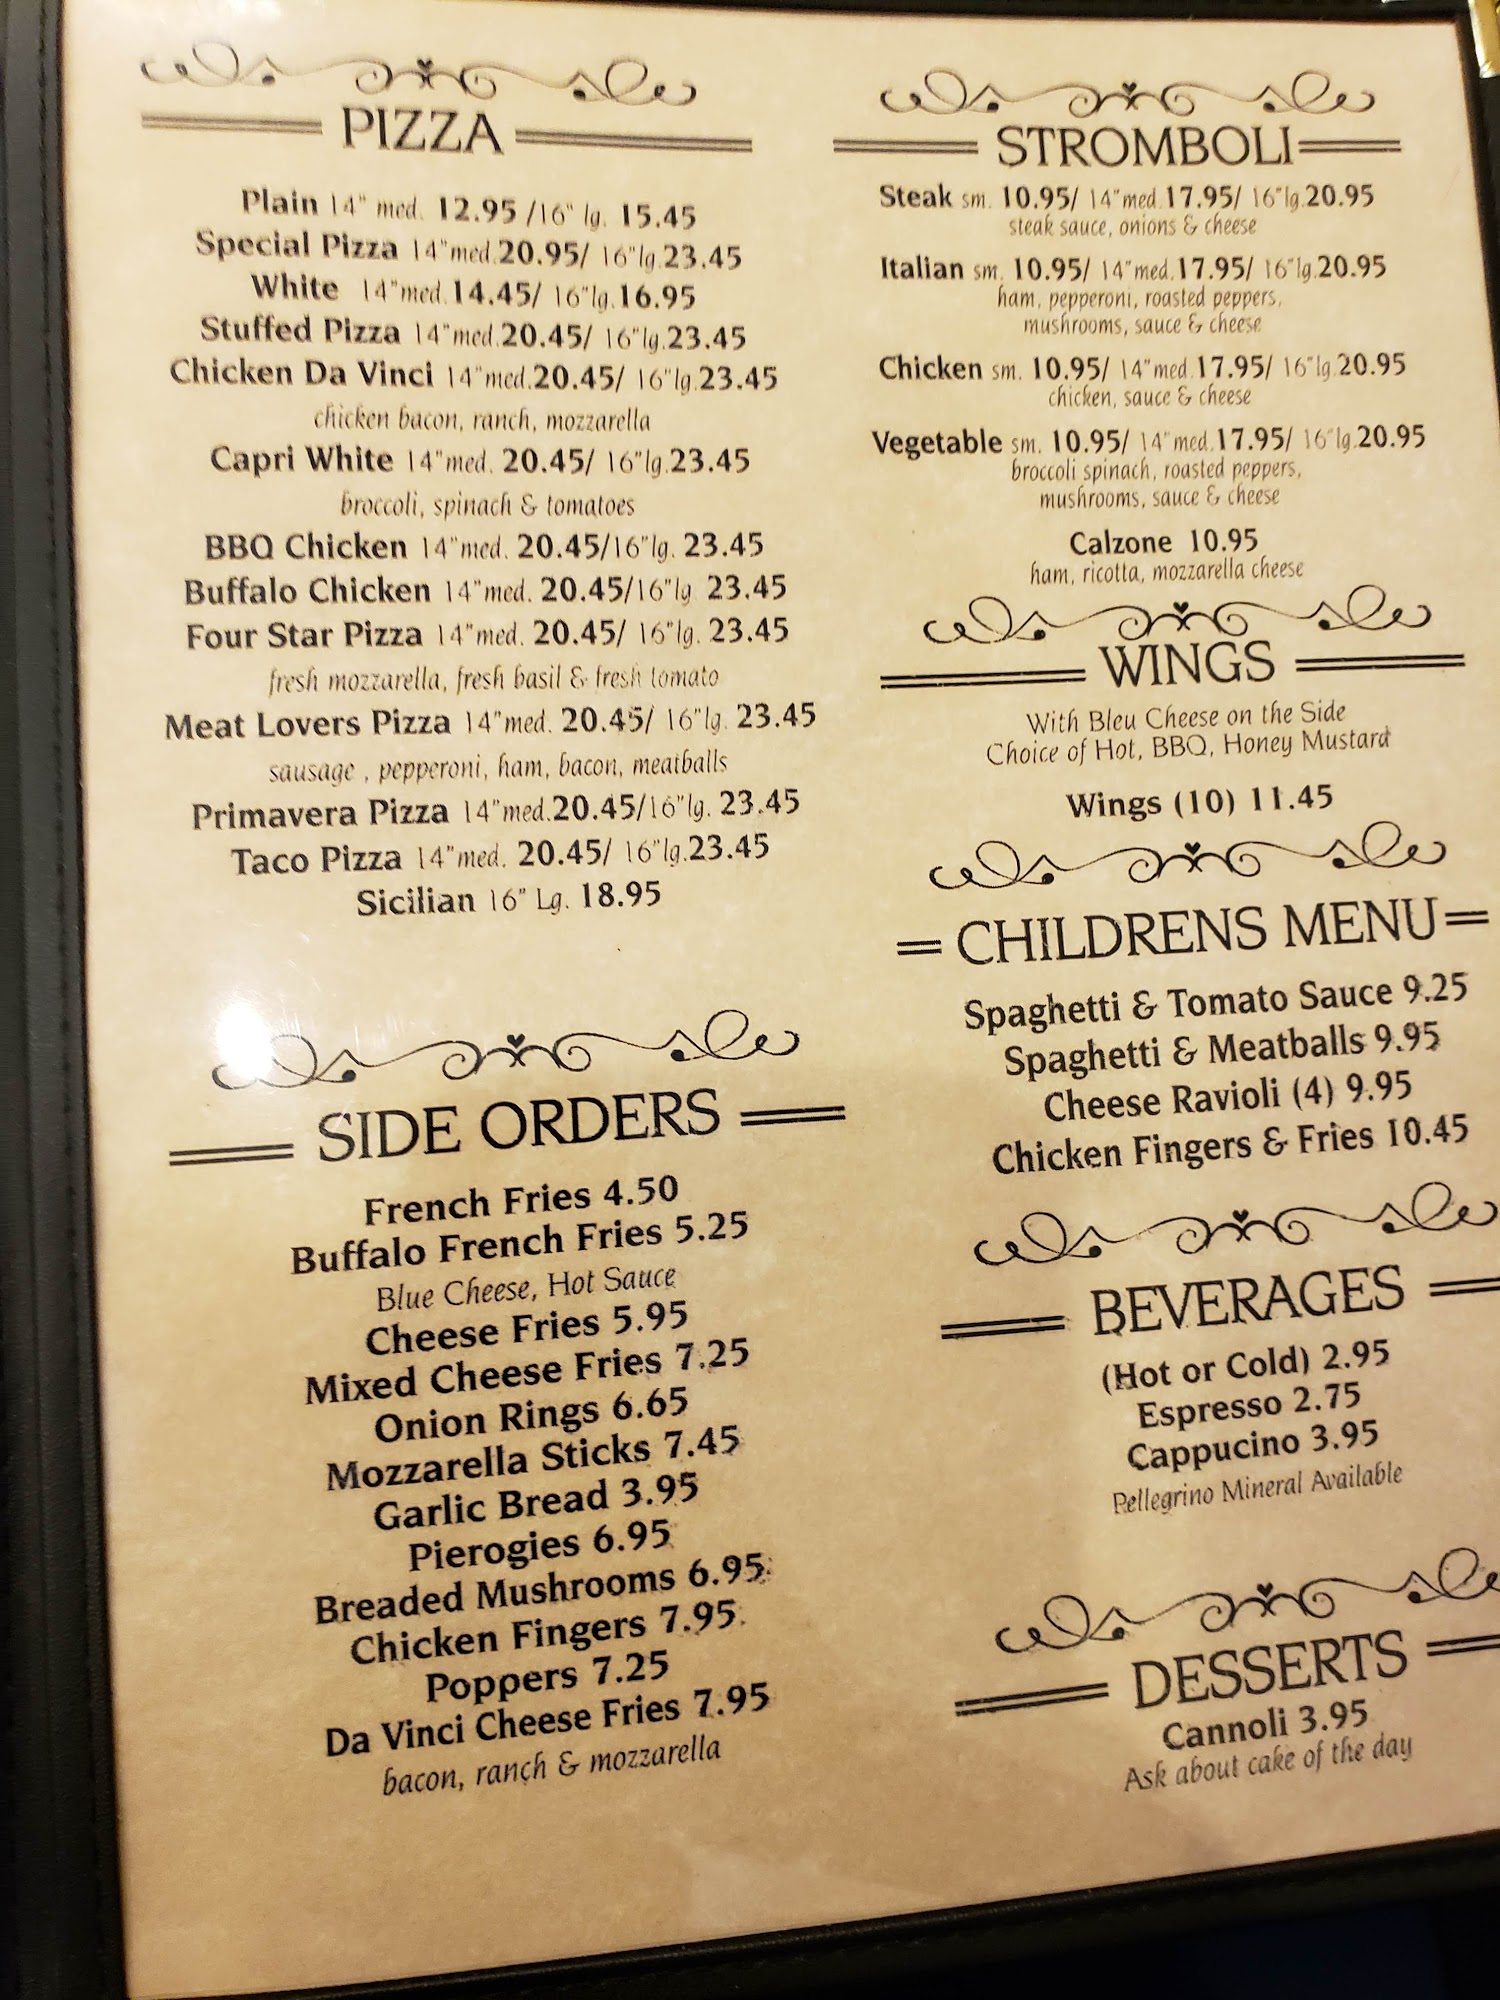 PIZZA
Plain 14" med. 12.95 /16" lg. 15.45
Special Pizza 14"med.20.95/ 16"lg.23.45
White 14"med.14.45/ 16"lg.16.95
Stuffed Pizza 14"med.20.45/ 16"lg.23.45
Chicken Da Vinci 14"med.20.45/ 16"lg.23.45
chicken bacon, ranch, mozzarella
Capri White 14"med. 20.45/ 16"lg.23.45
broccoli, spinach & tomatoes
BBQ Chicken 14"med. 20.45/16"lg. 23.45
Buffalo Chicken 14"med. 20.45/16"lg 23.45
Four Star Pizza 14"med. 20.45/ 16"lg. 23.45
fresh mozzarella, fresh basil & fresh tomato
Meat Lovers Pizza 14"med. 20.45/ 16"lg. 23.45
sausage , pepperoni, ham, bacon, meatballs
Primavera Pizza 14"med.20.45/16"lg. 23.45
Taco Pizza 14"med. 20.45/ 16"lg.23.45
Sicilian 16" Lg. 18.95
SIDE ORDERS
French Fries 4.50
Buffalo French Fries 5.25
Blue Cheese, Hot Sauce
Cheese Fries 5.95
Mixed Cheese Fries 7.25
Onion Rings 6.65
Mozzarella Sticks 7.45
Garlic Bread 3.95
Pierogies 6.95
Breaded Mushrooms 6.95
Chicken Fingers 7.95
Poppers 7.25
Da Vinci Cheese Fries 7.95
bacon, ranch & mozzarella
STROMBOLI
Steak sm. 10.95/ 14"med.17.95/ 16"lg.20.95
steak sauce, onions & cheese
Italian sm. 10.95/ 14"med.17.95/ 16"lg.20.95
ham, pepperoni, roasted peppers,
mushrooms, sauce & cheese
Chicken sm. 10.95/ 14"med.17.95/ 16"lg.20.95
chicken, sauce & cheese
Vegetable sm. 10.95/ 14"med.17.95/ 16"lg.20.95
broccoli spinach, roasted peppers,
mushrooms, sauce & cheese
Calzone 10.95
ham, ricotta, mozzarella cheese
WINGS
With Bleu Cheese on the Side
Choice of Hot, BBQ, Honey Mustard
Wings (10) 11.45
CHILDRENS MENU
Spaghetti & Tomato Sauce 9.25
Spaghetti & Meatballs 9.95
Cheese Ravioli (4) 9.95
Chicken Fingers & Fries 10.45
BEVERAGES
(Hot or Cold) 2.95
Espresso 2.75
Cappucino 3.95
Pellegrino Mineral Available
DESSERTS
Cannoli 3.95
Ask about cake of the day